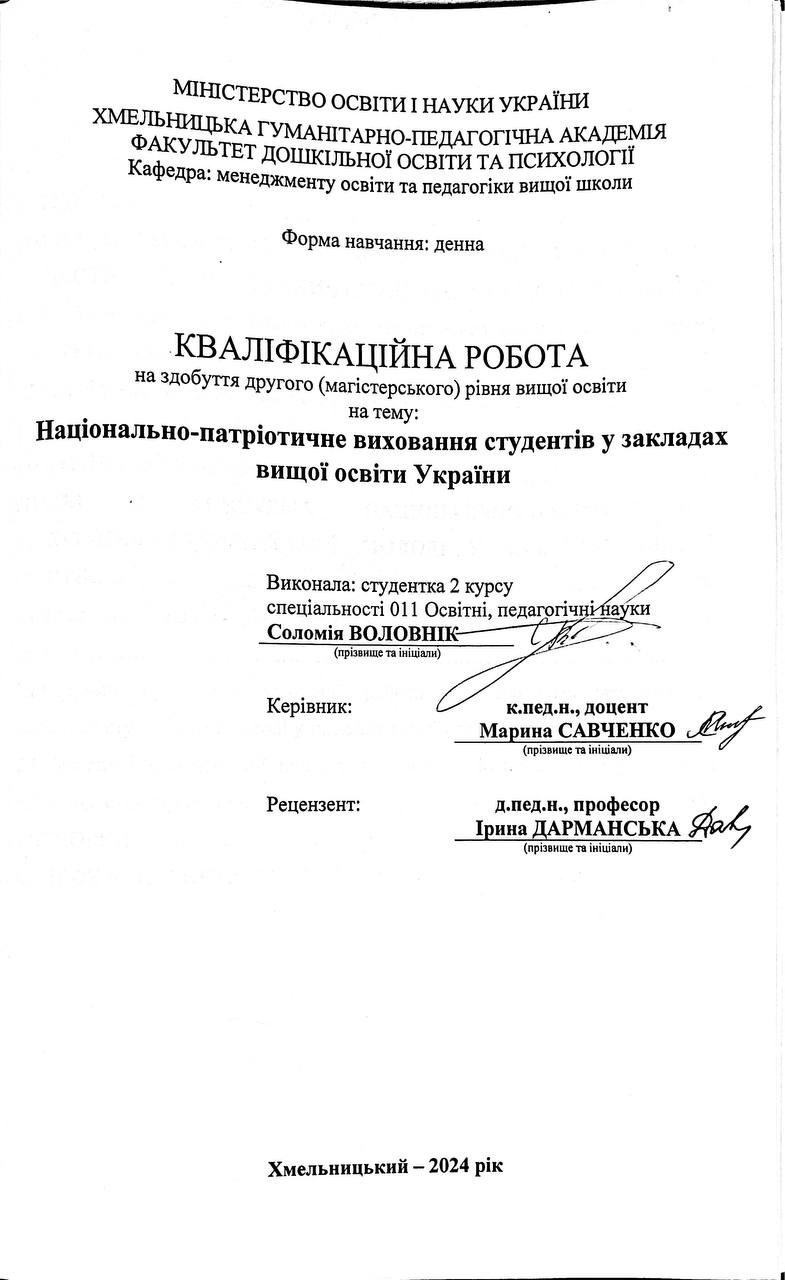 МІНІСТЕРСТВО ОСВІТИ І НАУКИ УКРАЇНИ
ХМЕЛЬНИЦЬКА ГУМАНІТАРНО-ПЕДАГОГІЧНА АКАДЕМІЯ
ФАКУЛЬТЕТ ДОШКІЛЬНОЇ ОСВІТИ ТА ПСИХОЛОГІЇ
Кафедра: менеджменту освіти та педагогіки вищої школи
Форма навчання: денна
КВАЛІФІКАЦІЙНА РОБОТА
на здобуття другого (магістерського) рівня вищої освіти
на тему:
Національно-патріотичне виховання студентів у закладах
вищої освіти України
Виконала: студентка 2 курсу
спеціальності 011 Освітні, педагогічні науки
Соломія ВОЛОВНІК
(прізвище та ініціали)
Керівник: к.пед.н., доцент
Марина САВЧЕНКО
(прізвище та ініціали)
Рецензент: д.пед.н., професор
Ірина ДАРМАНСЬКА
(прізвище та ініціали)
Хмельницький – 2024 рік